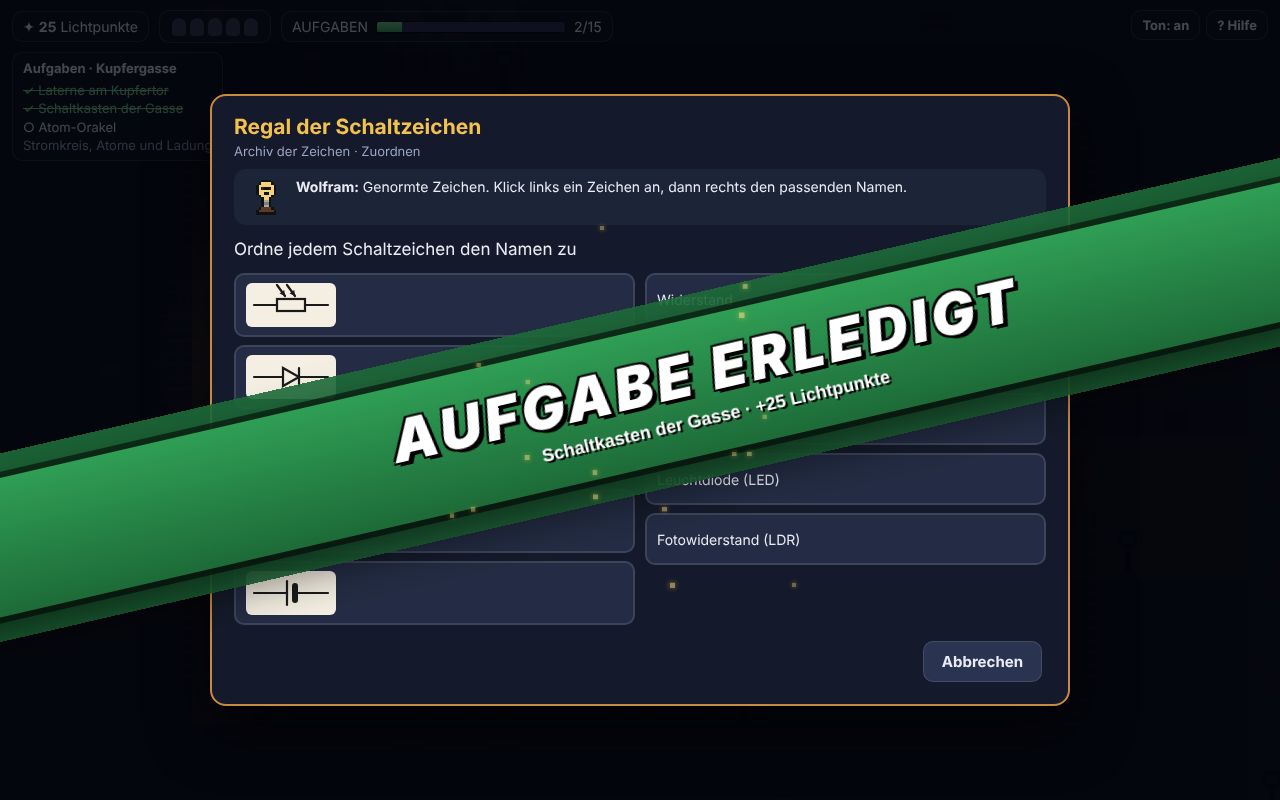 ✦ 25 Lichtpunkte
AUFGABEN 2/15
Ton: an
? Hilfe
Aufgaben · Kupfergasse
✓ Laterne am Kupfertor
✓ Schaltkasten der Gasse
○ Atom-Orakel
Stromkreis, Atome und Ladung
Regal der Schaltzeichen
Archiv der Zeichen · Zuordnen
Wolfram: Genormte Zeichen. Klick links ein Zeichen an, dann rechts den passenden Namen.
Ordne jedem Schaltzeichen den Namen zu
Widerstand
AUFGABE ERLEDIGT
Schaltkasten der Gasse · +25 Lichtpunkte
Leuchtdiode (LED)
Fotowiderstand (LDR)
Abbrechen